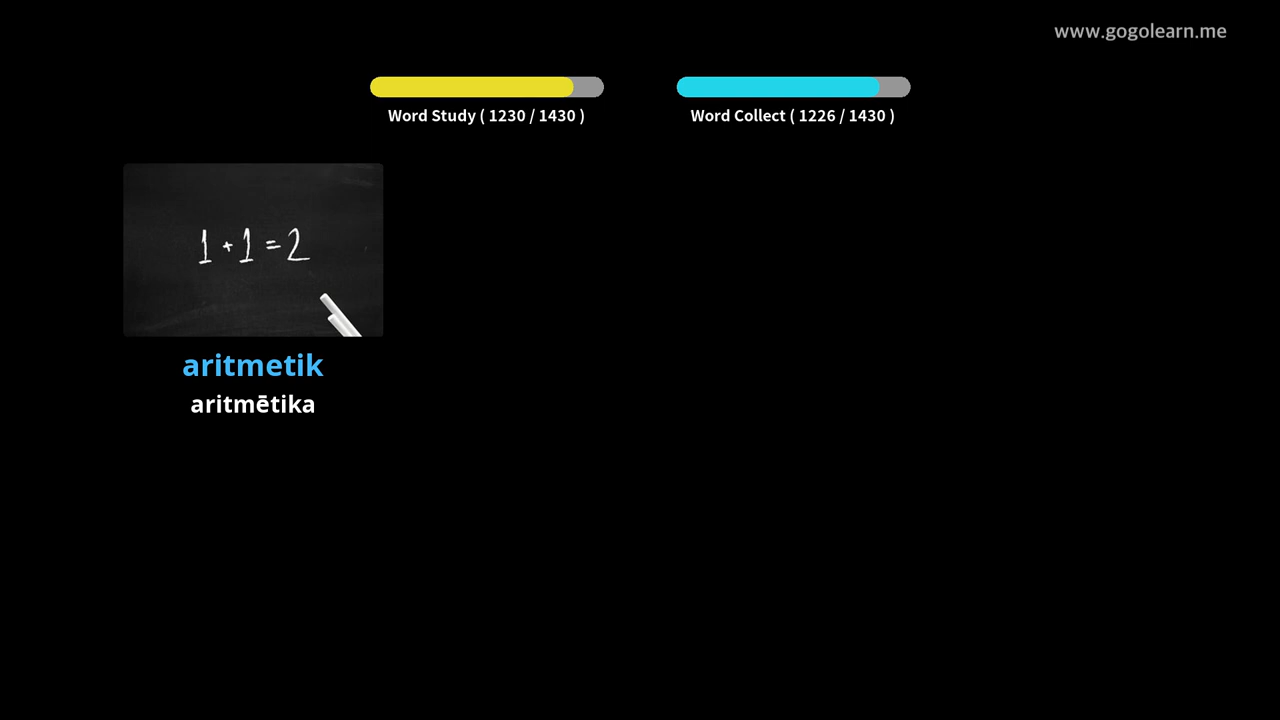 www.gogolearn.me
Word Study ( 1230 / 1430 )
Word Collect ( 1226 / 1430 )
1 + 1 = 2
aritmetik
aritmētika